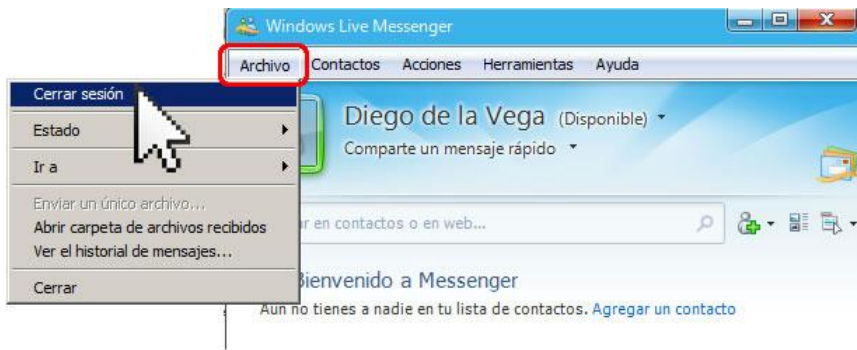 Windows Live Messenger
Archivo Contactos Acciones Herramientas Ayuda
Cerrar sesión
Estado
Ir a
Enviar un único archivo...
Abrir carpeta de archivos recibidos
Ver el historial de mensajes...
Cerrar
Diego de la Vega (Disponible)
Comparte un mensaje rápido
en contactos o en web...
Bienvenido a Messenger
Aún no tienes a nadie en tu lista de contactos. Agregar un contacto